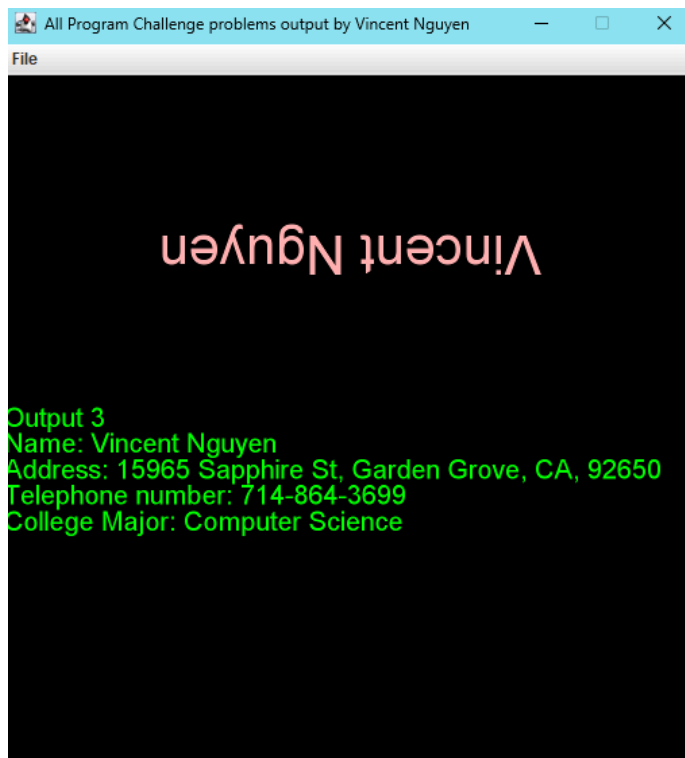 All Program Challenge problems output by Vincent Nguyen
File
Vincent Nguyen
Output 3
Name: Vincent Nguyen
Address: 15965 Sapphire St, Garden Grove, CA, 92650
Telephone number: 714-864-3699
College Major: Computer Science